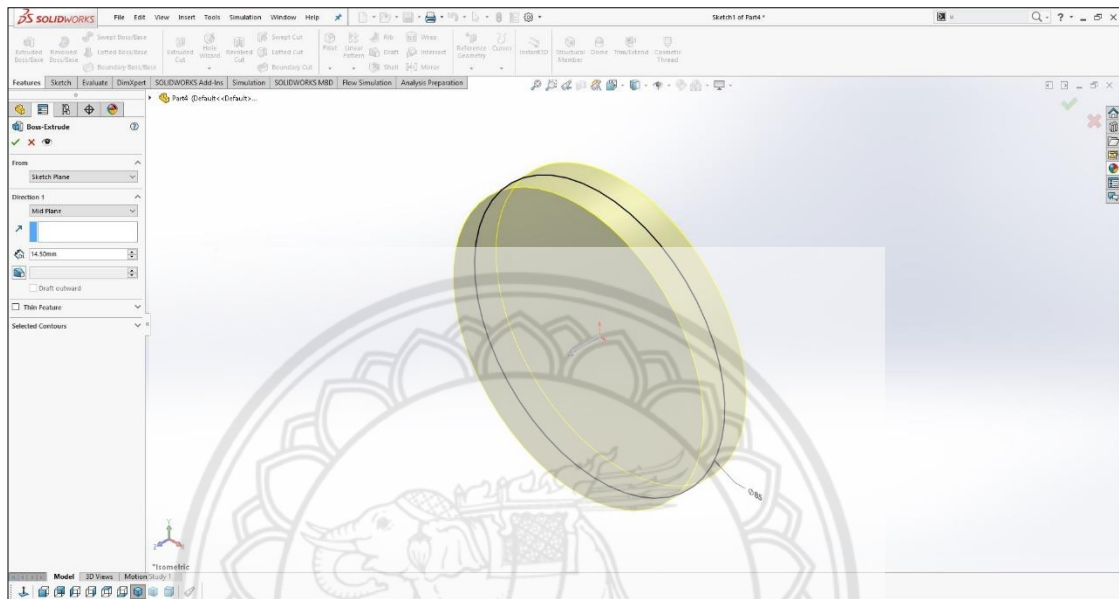 SOLIDWORKS File Edit View Insert Tools Simulation Window Help Sketch1 of Part4 *
Extruded Boss/Base Revolved Boss/Base Swept Boss/Base Lofted Boss/Base Boundary Boss/Base Extruded Cut Hole Wizard Revolved Cut Swept Cut Lofted Cut Boundary Cut Fillet Linear Pattern Rib Draft Shell Wrap Intersect Mirror Reference Geometry Curves Instant3D Structural Member Dome Trim/Extend Cosmetic Thread
Features Sketch Evaluate DimXpert SOLIDWORKS Add-Ins Simulation SOLIDWORKS MBD Flow Simulation Analysis Preparation
Part4 (Default<<Default>...
Boss-Extrude
From
Sketch Plane
Direction 1
Mid Plane
14.50mm
Draft outward
Thin Feature
Selected Contours
∅85
Y
Z
*Isometric
Model 3D Views Motion Study 1